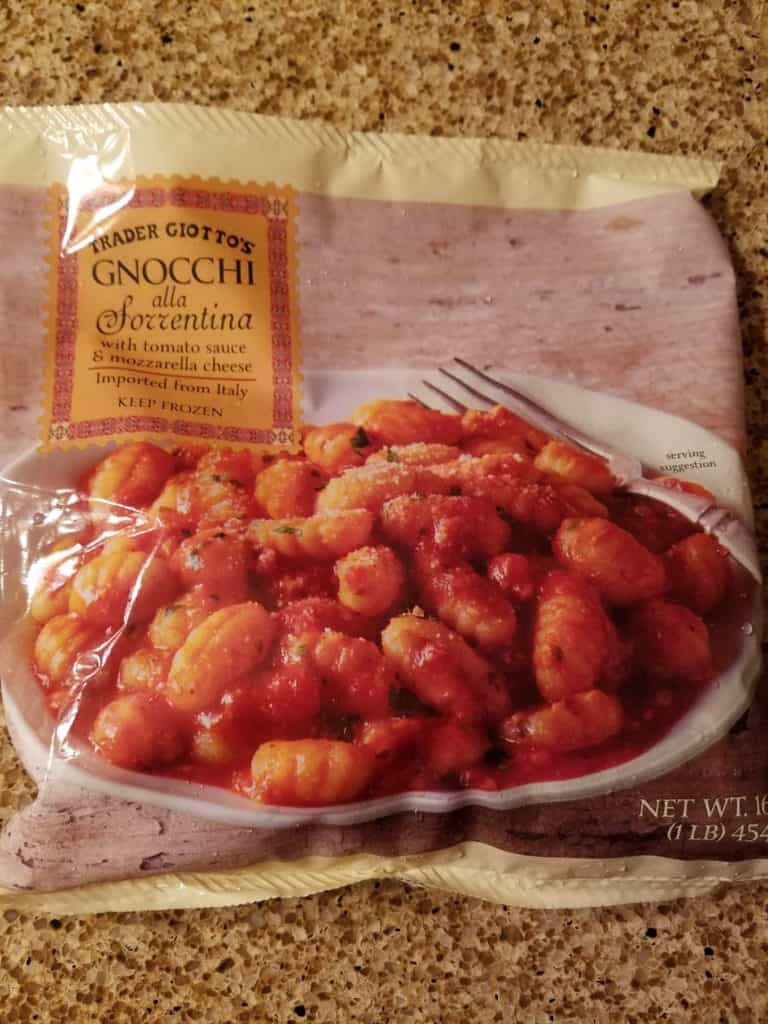 TRADER GIOTTO'S
GNOCCHI
alla
Sorrentina
with tomato sauce
& mozzarella cheese
Imported from Italy
KEEP FROZEN
serving
suggestion
NET WT. 16
(1 LB) 454